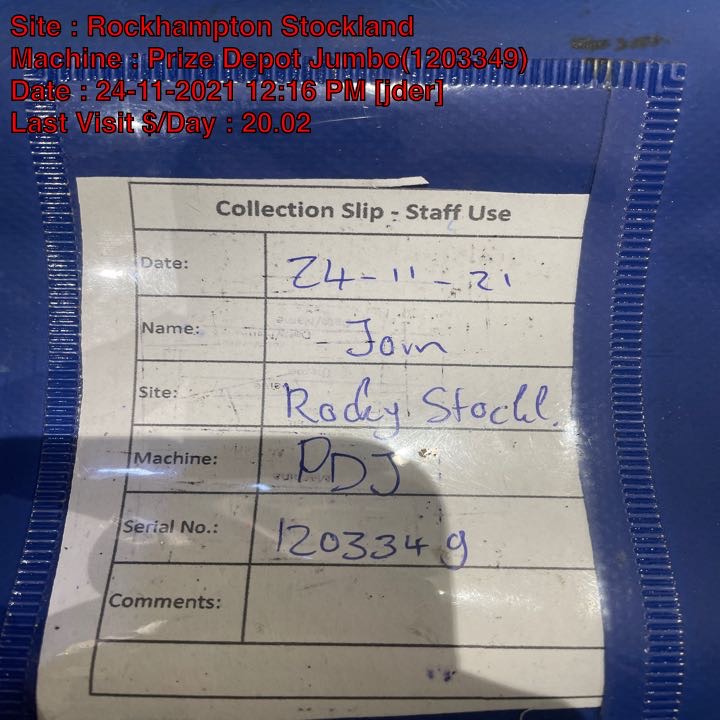 Site : Rockhampton Stockland
Machine : Prize Depot Jumbo(1203349)
Date : 24-11-2021 12:16 PM [jder]
Last Visit $/Day : 20.02
Collection Slip - Staff Use
Date: 24-11-21
Name: Jorn
Site: Rocky Stockl.
Machine: PDJ
Serial No.: 1203349
Comments: